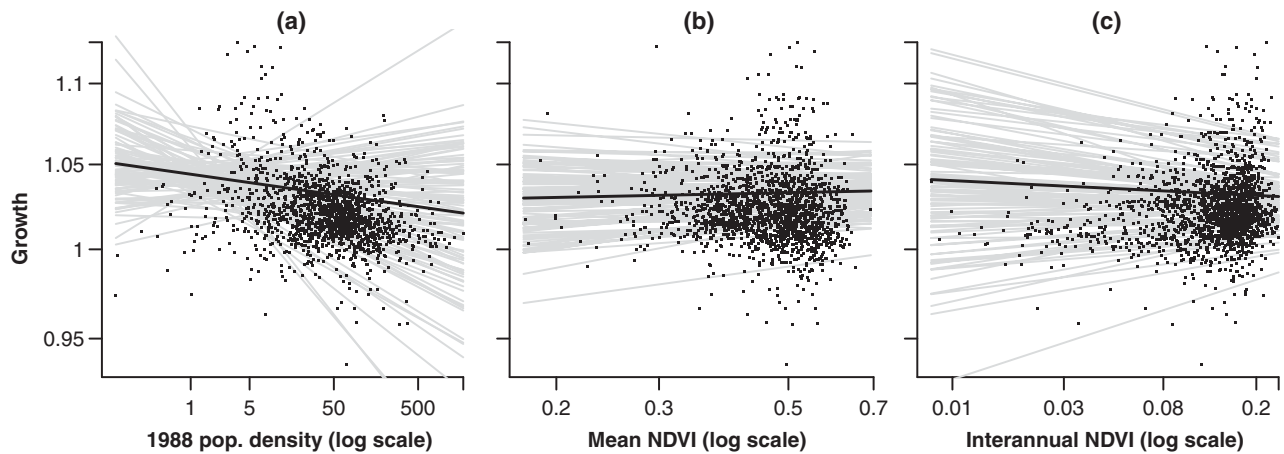 (a)
(b)
(c)
Growth
1.1
1.05
1
0.95
1 5 50 500
0.2 0.3 0.5 0.7
0.01 0.03 0.08 0.2
1988 pop. density (log scale)
Mean NDVI (log scale)
Interannual NDVI (log scale)